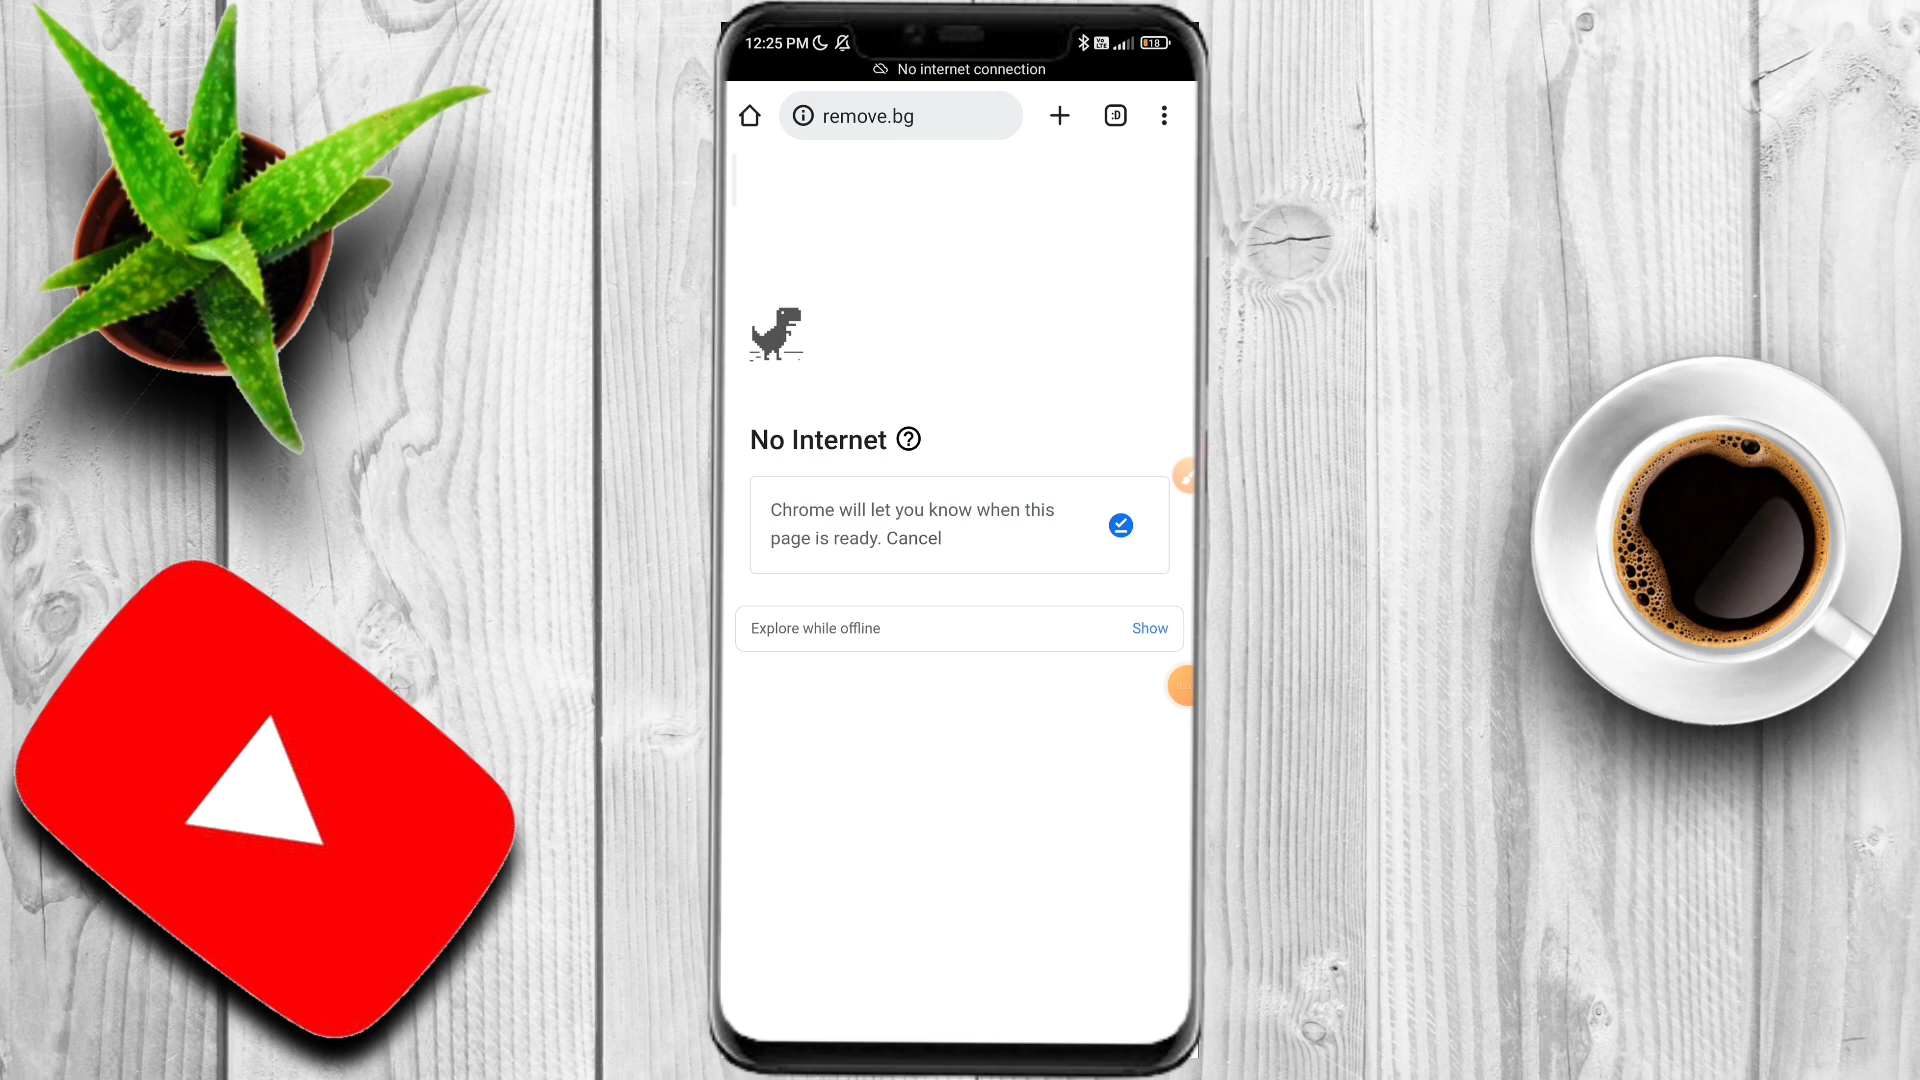 12:25 PM
18
No internet connection
remove.bg
:D
No Internet
Chrome will let you know when this
page is ready. Cancel
Explore while offline
Show